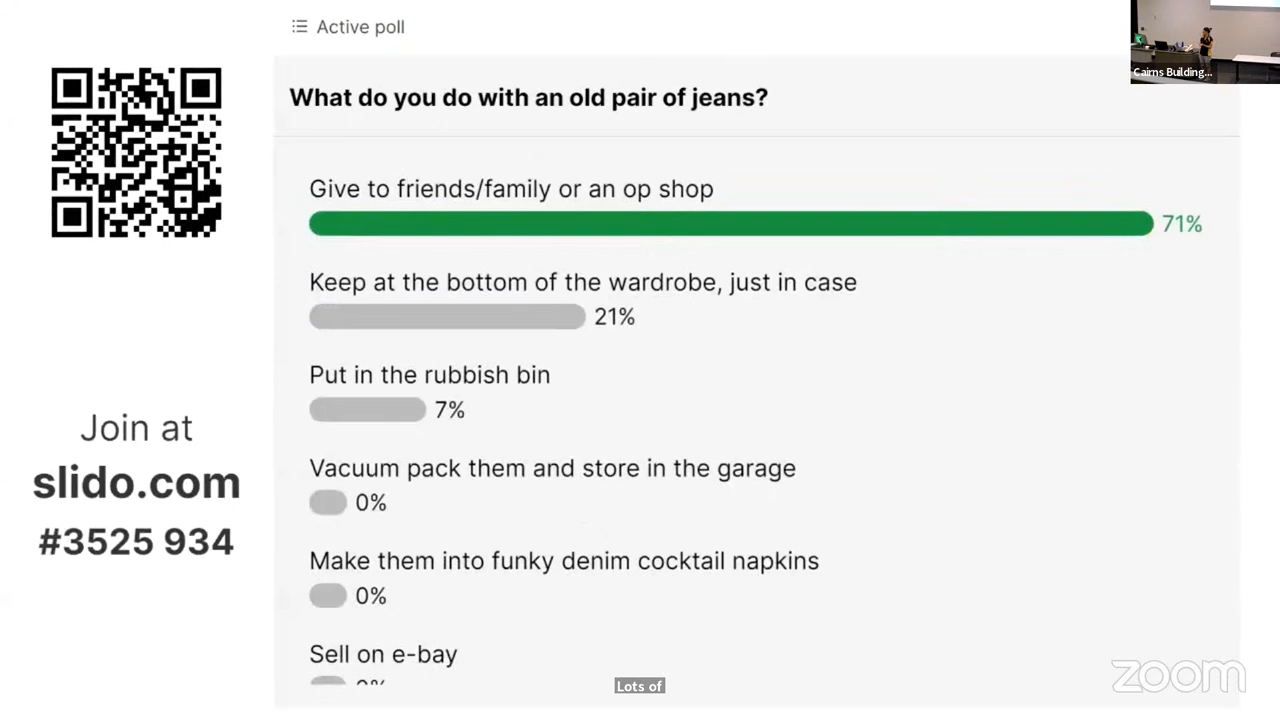 Active poll
Cairns Building...
What do you do with an old pair of jeans?
Give to friends/family or an op shop
71%
Keep at the bottom of the wardrobe, just in case
21%
Put in the rubbish bin
7%
Vacuum pack them and store in the garage
0%
Make them into funky denim cocktail napkins
0%
Sell on e-bay
Join at
slido.com
#3525 934
Lots of
zoom